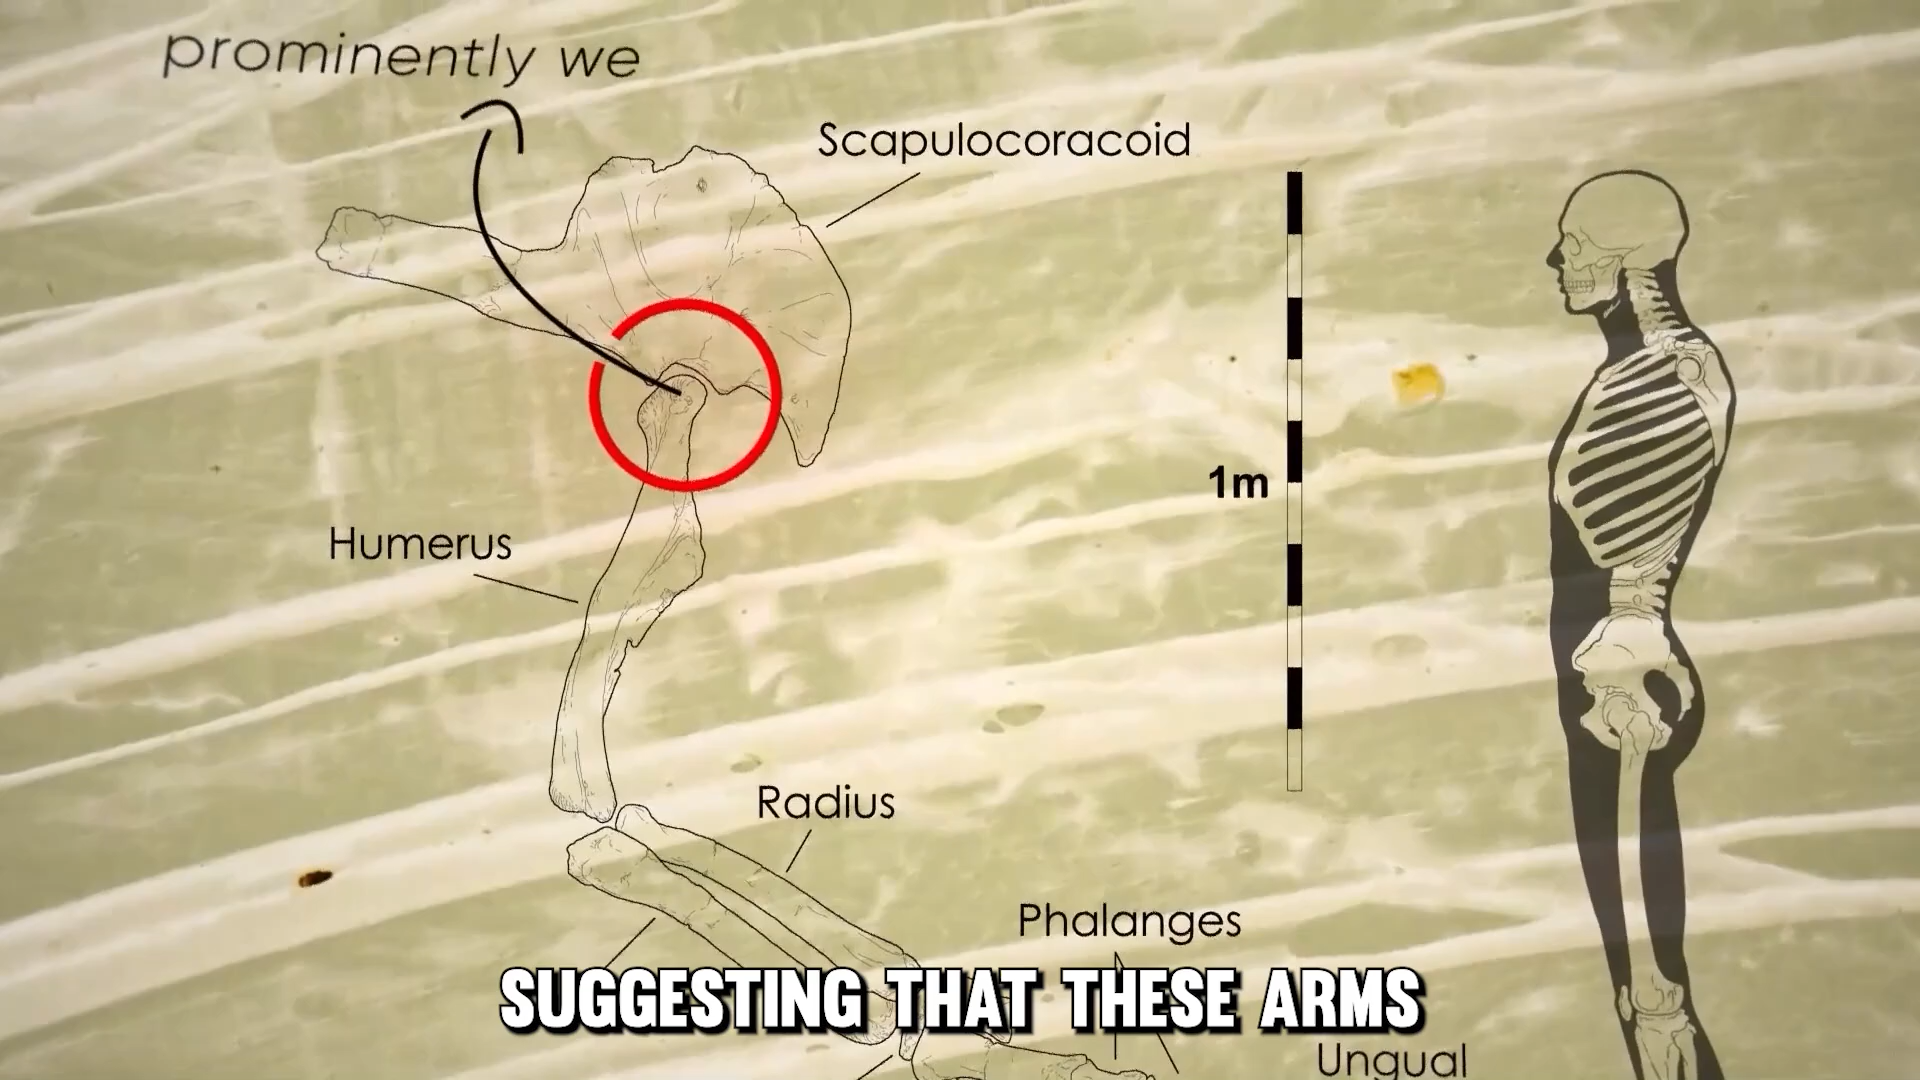 prominently we
Scapulocoracoid
1m
Humerus
Radius
Phalanges
SUGGESTING THAT THESE ARMS
Ungual